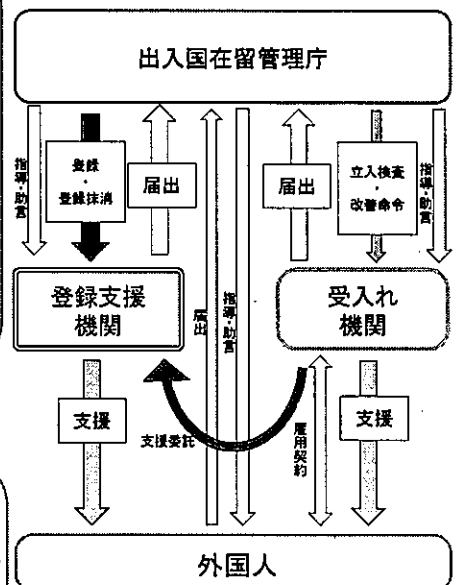 出入国在留管理庁
指導・助言
登録
・
登録抹消
届出
届出
立入検査
・
改善命令
指導・助言
登録支援
機関
届出
指導・助言
受入れ
機関
支援
支援委託
雇用契約
支援
外国人